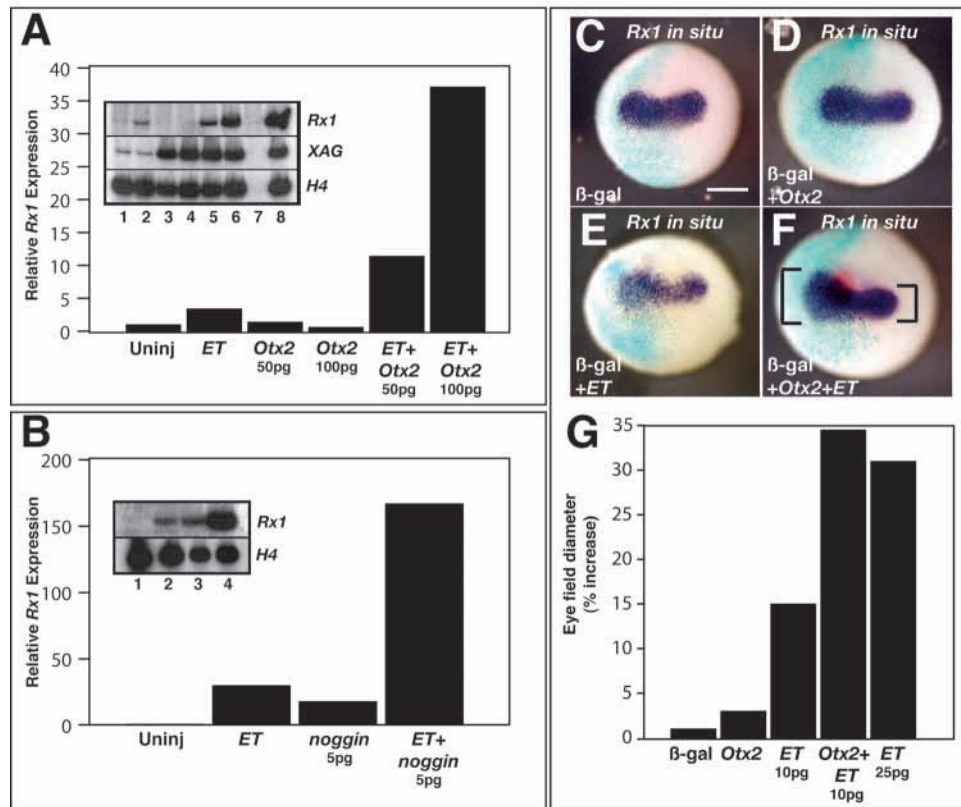 A
Relative Rx1 Expression
40
35
30
25
20
15
10
5
0
Rx1
XAG
H4
1 2 3 4 5 6 7 8
Uninj ET Otx2 Otx2 ET+ ET+
50pg 100pg Otx2 Otx2
50pg 100pg
B
Relative Rx1 Expression
200
150
100
50
0
Rx1
H4
1 2 3 4
Uninj ET noggin ET+
5pg noggin
5pg
C Rx1 in situ
ß-gal
D Rx1 in situ
ß-gal
+Otx2
E Rx1 in situ
ß-gal
+ET
F Rx1 in situ
ß-gal
+Otx2+ET
G
Eye field diameter
(% increase)
35
30
25
20
15
10
5
0
ß-gal Otx2 ET Otx2+ ET
10pg ET 25pg
10pg